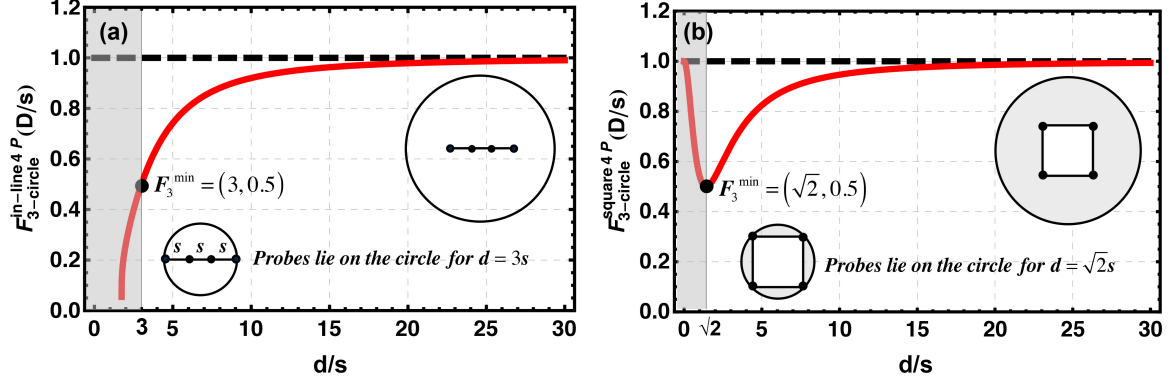 1.2
1.0
0.8
0.6
0.4
0.2
0.0
F_{3-circle}^{in-line 4 P} (D/s)
(a)
F_3^{min} = (3, 0.5)
s s s
Probes lie on the circle for d = 3s
0 3 5 10 15 20 25 30
d/s
1.2
1.0
0.8
0.6
0.4
0.2
0.0
F_{3-circle}^{square 4 P} (D/s)
(b)
F_3^{min} = (√2, 0.5)
Probes lie on the circle for d = √2s
0 √2 5 10 15 20 25 30
d/s